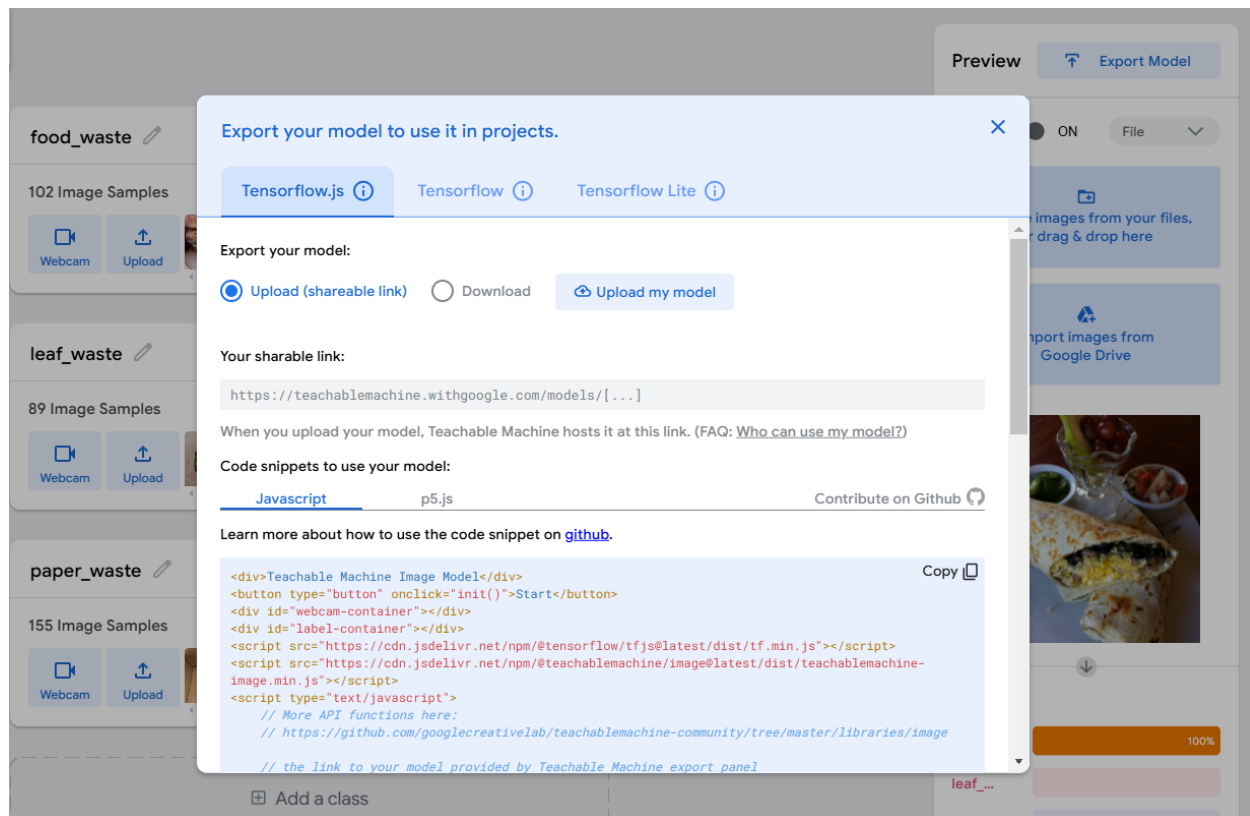 Preview
Export Model
food_waste
102 Image Samples
Webcam
Upload
leaf_waste
89 Image Samples
Webcam
Upload
paper_waste
155 Image Samples
Webcam
Upload
Add a class
Export your model to use it in projects.
Tensorflow.js
Tensorflow
Tensorflow Lite
Export your model:
Upload (shareable link)
Download
Upload my model
Your sharable link:
https://teachablemachine.withgoogle.com/models/[...]
When you upload your model, Teachable Machine hosts it at this link. (FAQ: Who can use my model?)
Code snippets to use your model:
Javascript
p5.js
Contribute on Github
Learn more about how to use the code snippet on github.
Copy
<div>Teachable Machine Image Model</div>
<button type="button" onclick="init()">Start</button>
<div id="webcam-container"></div>
<div id="label-container"></div>
<script src="https://cdn.jsdelivr.net/npm/@tensorflow/tfjs@latest/dist/tf.min.js"></script>
<script src="https://cdn.jsdelivr.net/npm/@teachablemachine/image@latest/dist/teachablemachine-
image.min.js"></script>
<script type="text/javascript">
// More API functions here:
// https://github.com/googlecreativelab/teachablemachine-community/tree/master/libraries/image
// the link to your model provided by Teachable Machine export panel
ON
File
images from your files,
drag & drop here
images from
Google Drive
100%
leaf_...